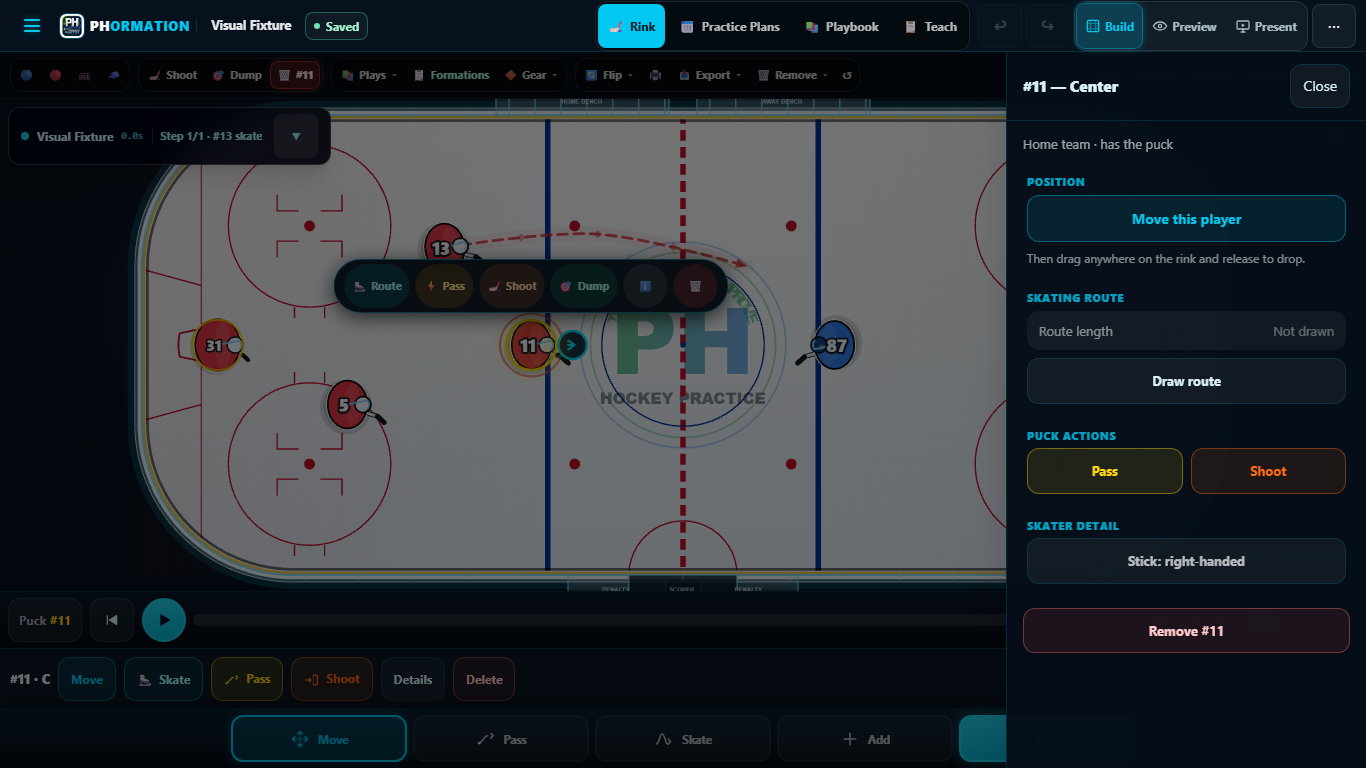 PH PHORMATION Visual Fixture Saved Rink Practice Plans Playbook Teach Build Preview Present ...
Shoot Dump #11 Plays Formations Gear Flip Export Remove
#11 — Center Close
HOME BENCH AWAY BENCH
Visual Fixture 0.0s Step 1/1 · #13 skate
Home team · has the puck
POSITION
Move this player
Then drag anywhere on the rink and release to drop.
13
Route Pass Shoot Dump
SKATING ROUTE
Route length Not drawn
31 11 PH 87
Draw route
5
HOCKEY PRACTICE
PUCK ACTIONS
Pass Shoot
SKATER DETAIL
Stick: right-handed
PENALTY SCORER PENALTY
Puck #11
Remove #11
#11 · C Move Skate Pass Shoot Details Delete
Move Pass Skate Add